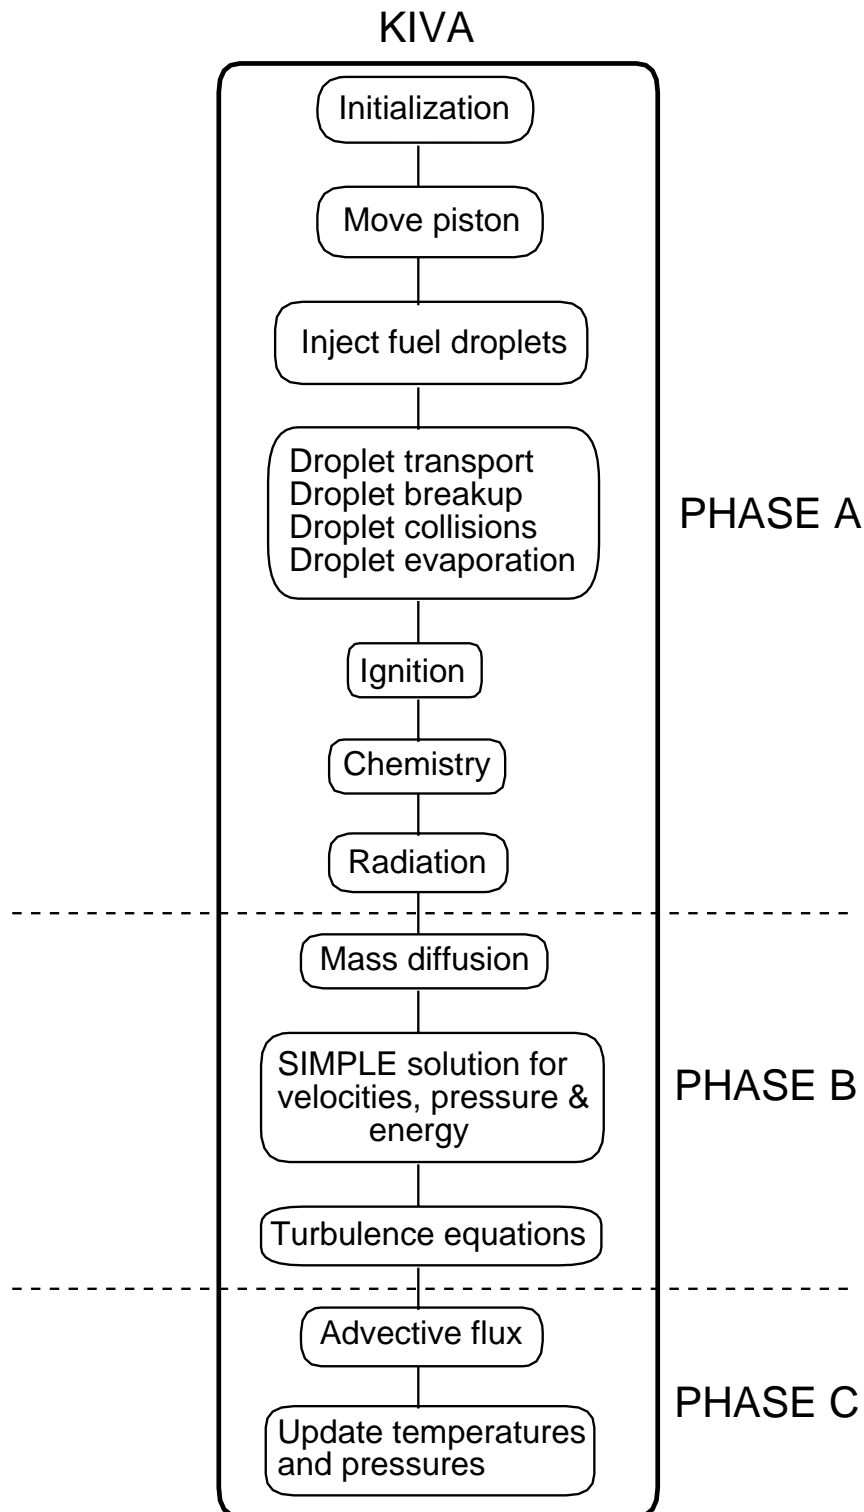 KIVA
Initialization
Move piston
Inject fuel droplets
Droplet transport
Droplet breakup
Droplet collisions
Droplet evaporation
PHASE A
Ignition
Chemistry
Radiation
Mass diffusion
SIMPLE solution for
velocities, pressure &
energy
PHASE B
Turbulence equations
Advective flux
PHASE C
Update temperatures
and pressures